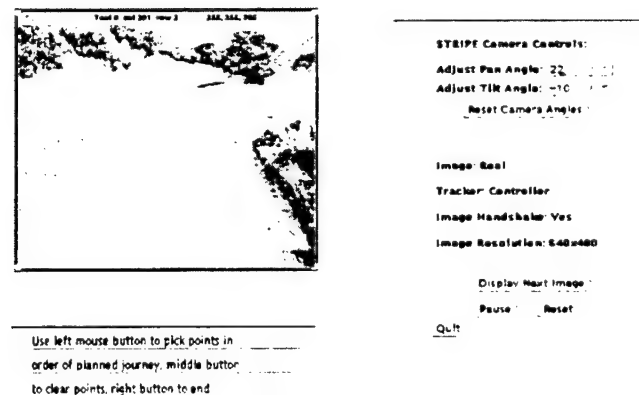 STRIPE Camera Controls:
Adjust Pan Angle: 22
Adjust Tilt Angle: -10
Reset Camera Angles
Image: Real
Tracker: Controller
Image Handshake: Yes
Image Resolution: 640x480
Display Next Image
Pause Reset
Quit
Use left mouse button to pick points in
order of planned journey, middle button
to clear points, right button to end